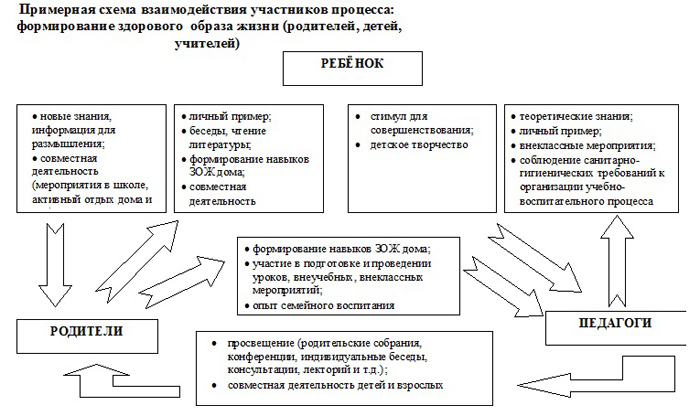 Примерная схема взаимодействия участников процесса:
формирование здорового образа жизни (родителей, детей,
учителей)
РЕБЁНОК
• новые знания,
информация для
размышления;
• совместная
деятельность
(мероприятия в школе,
активный отдых дома и
• личный пример;
• беседы, чтение
литературы;
• формирование навыков
ЗОЖ дома;
• совместная
деятельность
• стимул для
совершенствования;
• детское творчество
• теоретические знания;
• личный пример;
• внеклассные мероприятия;
• соблюдение санитарно-
гигиенических требований к
организации учебно-
воспитательного процесса
• формирование навыков ЗОЖ дома;
• участие в подготовке и проведении
уроков, внеучебных, внеклассных
мероприятий;
• опыт семейного воспитания
РОДИТЕЛИ
ПЕДАГОГИ
• просвещение (родительские собрания,
конференции, индивидуальные беседы,
консультации, лекторий и т.д.);
• совместная деятельность детей и взрослых